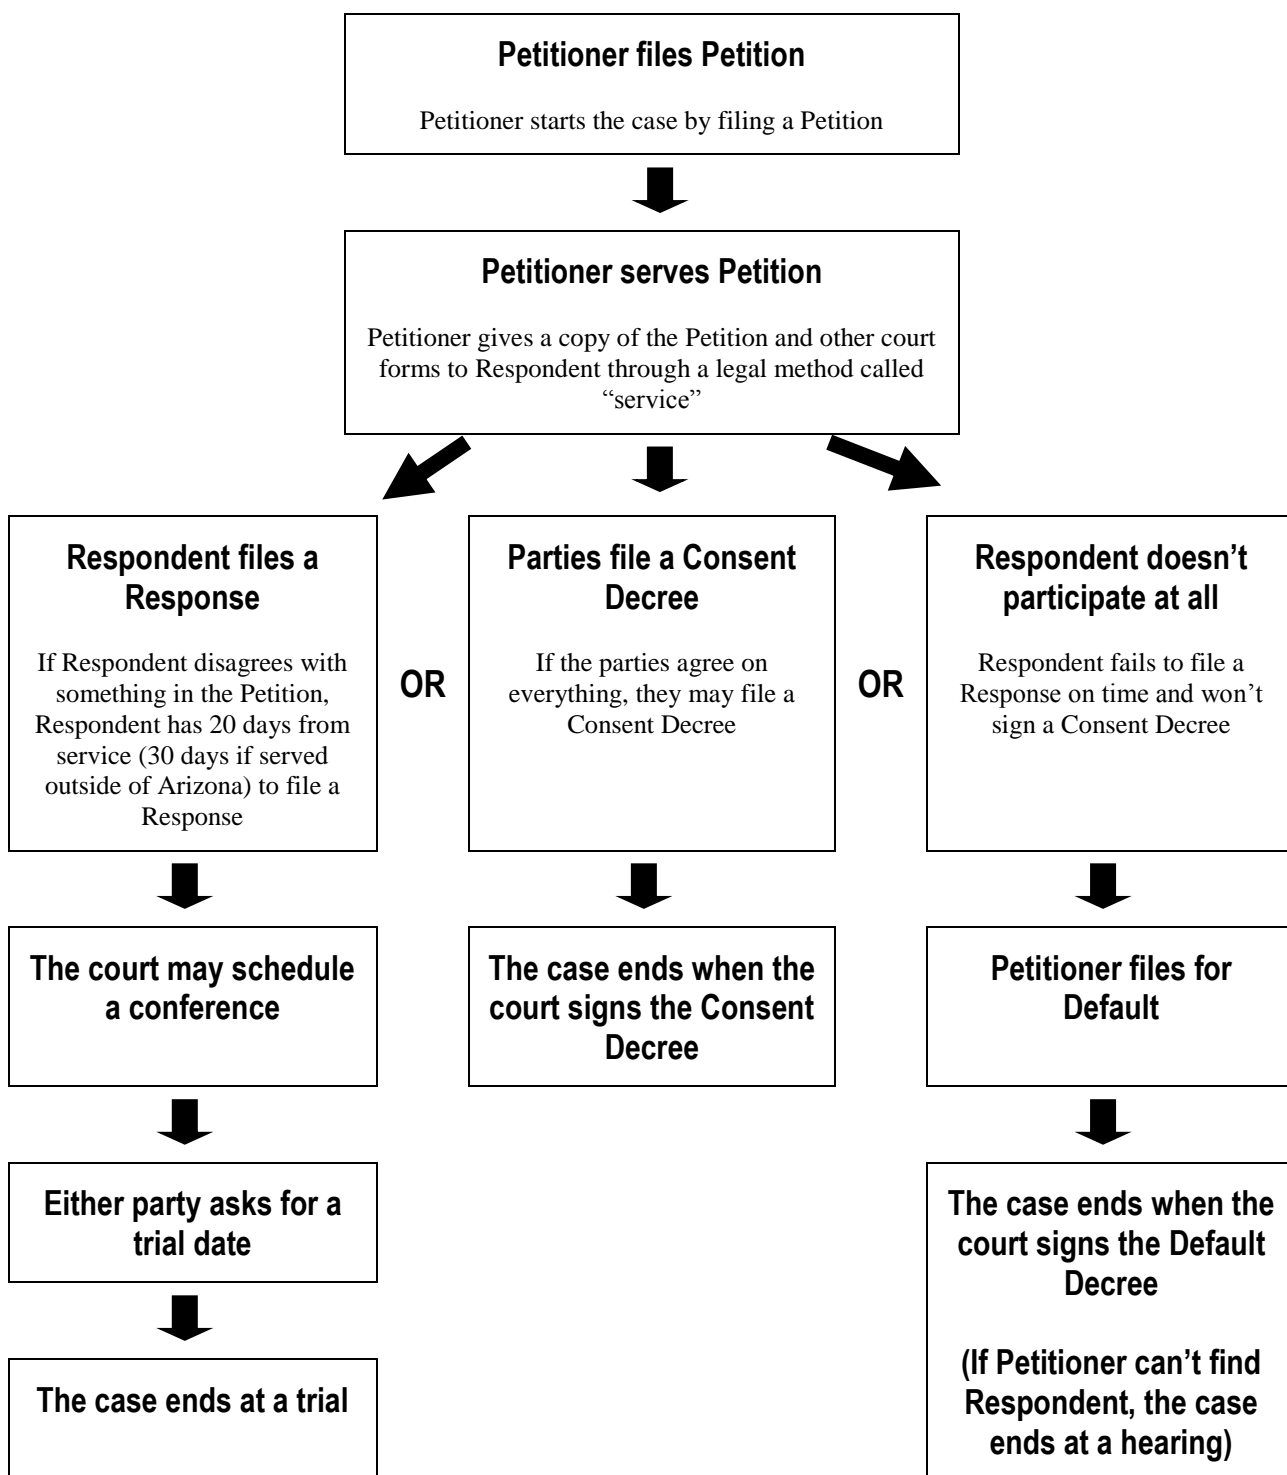 Petitioner files Petition
Petitioner starts the case by filing a Petition
Petitioner serves Petition
Petitioner gives a copy of the Petition and other court
forms to Respondent through a legal method called
“service”
Respondent files a
Response
If Respondent disagrees with
something in the Petition,
Respondent has 20 days from
service (30 days if served
outside of Arizona) to file a
Response
OR
Parties file a Consent
Decree
If the parties agree on
everything, they may file a
Consent Decree
OR
Respondent doesn’t
participate at all
Respondent fails to file a
Response on time and won’t
sign a Consent Decree
The court may schedule
a conference
The case ends when the
court signs the Consent
Decree
Petitioner files for
Default
Either party asks for a
trial date
The case ends when the
court signs the Default
Decree
(If Petitioner can’t find
Respondent, the case
ends at a hearing)
The case ends at a trial